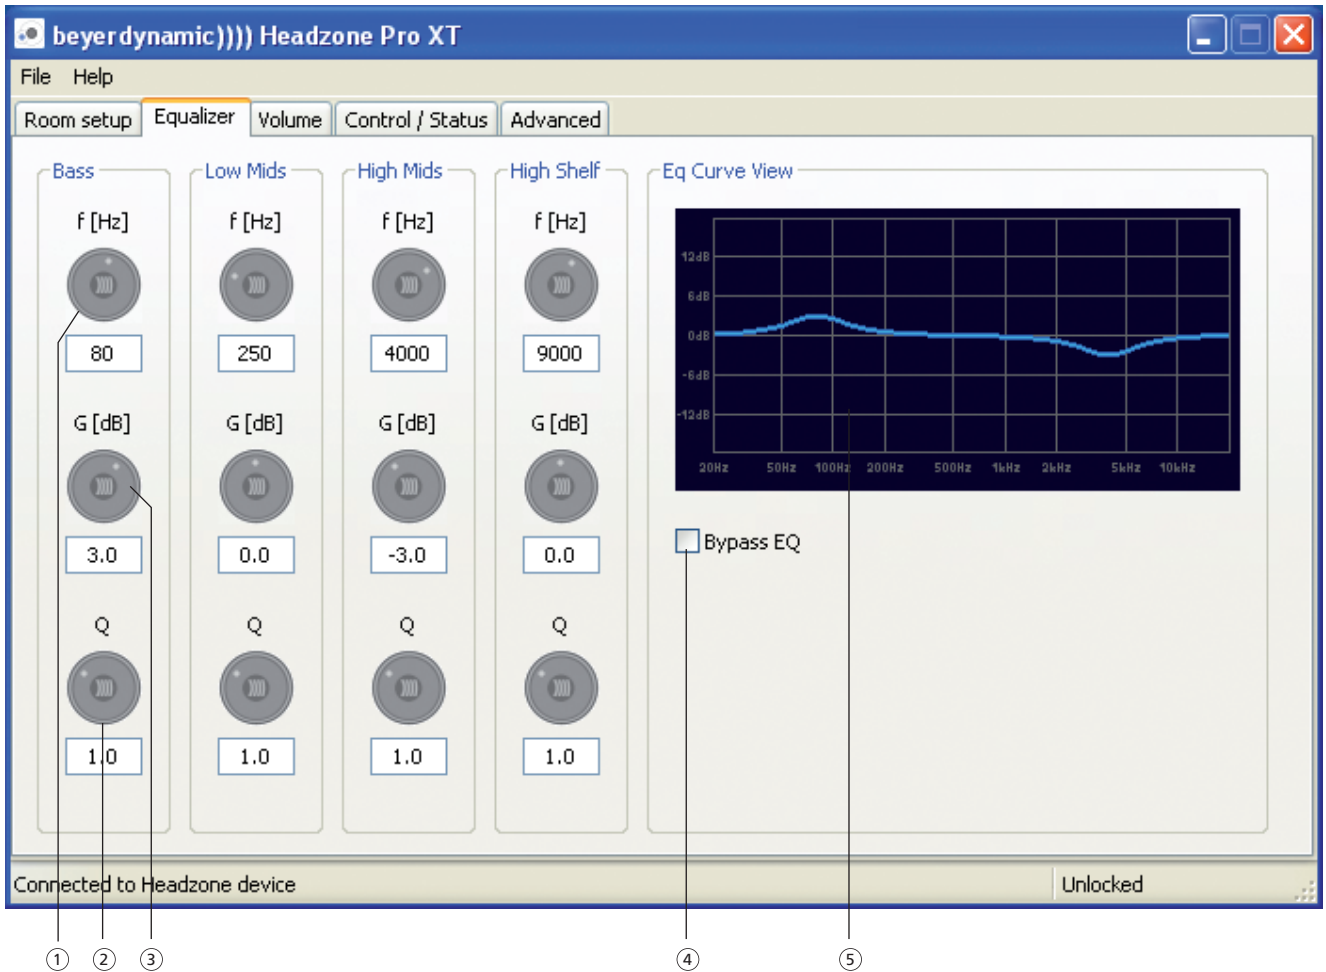 beyerdynamic)))) Headzone Pro XT
File Help
Room setup Equalizer Volume Control / Status Advanced
Bass Low Mids High Mids High Shelf Eq Curve View
f [Hz] f [Hz] f [Hz] f [Hz]
80 250 4000 9000
G [dB] G [dB] G [dB] G [dB]
3.0 0.0 -3.0 0.0
Q Q Q Q
1.0 1.0 1.0 1.0
12dB
6dB
0dB
-6dB
-12dB
20Hz 50Hz 100Hz 200Hz 500Hz 1kHz 2kHz 5kHz 10kHz
Bypass EQ
Connected to Headzone device Unlocked
① ② ③ ④ ⑤